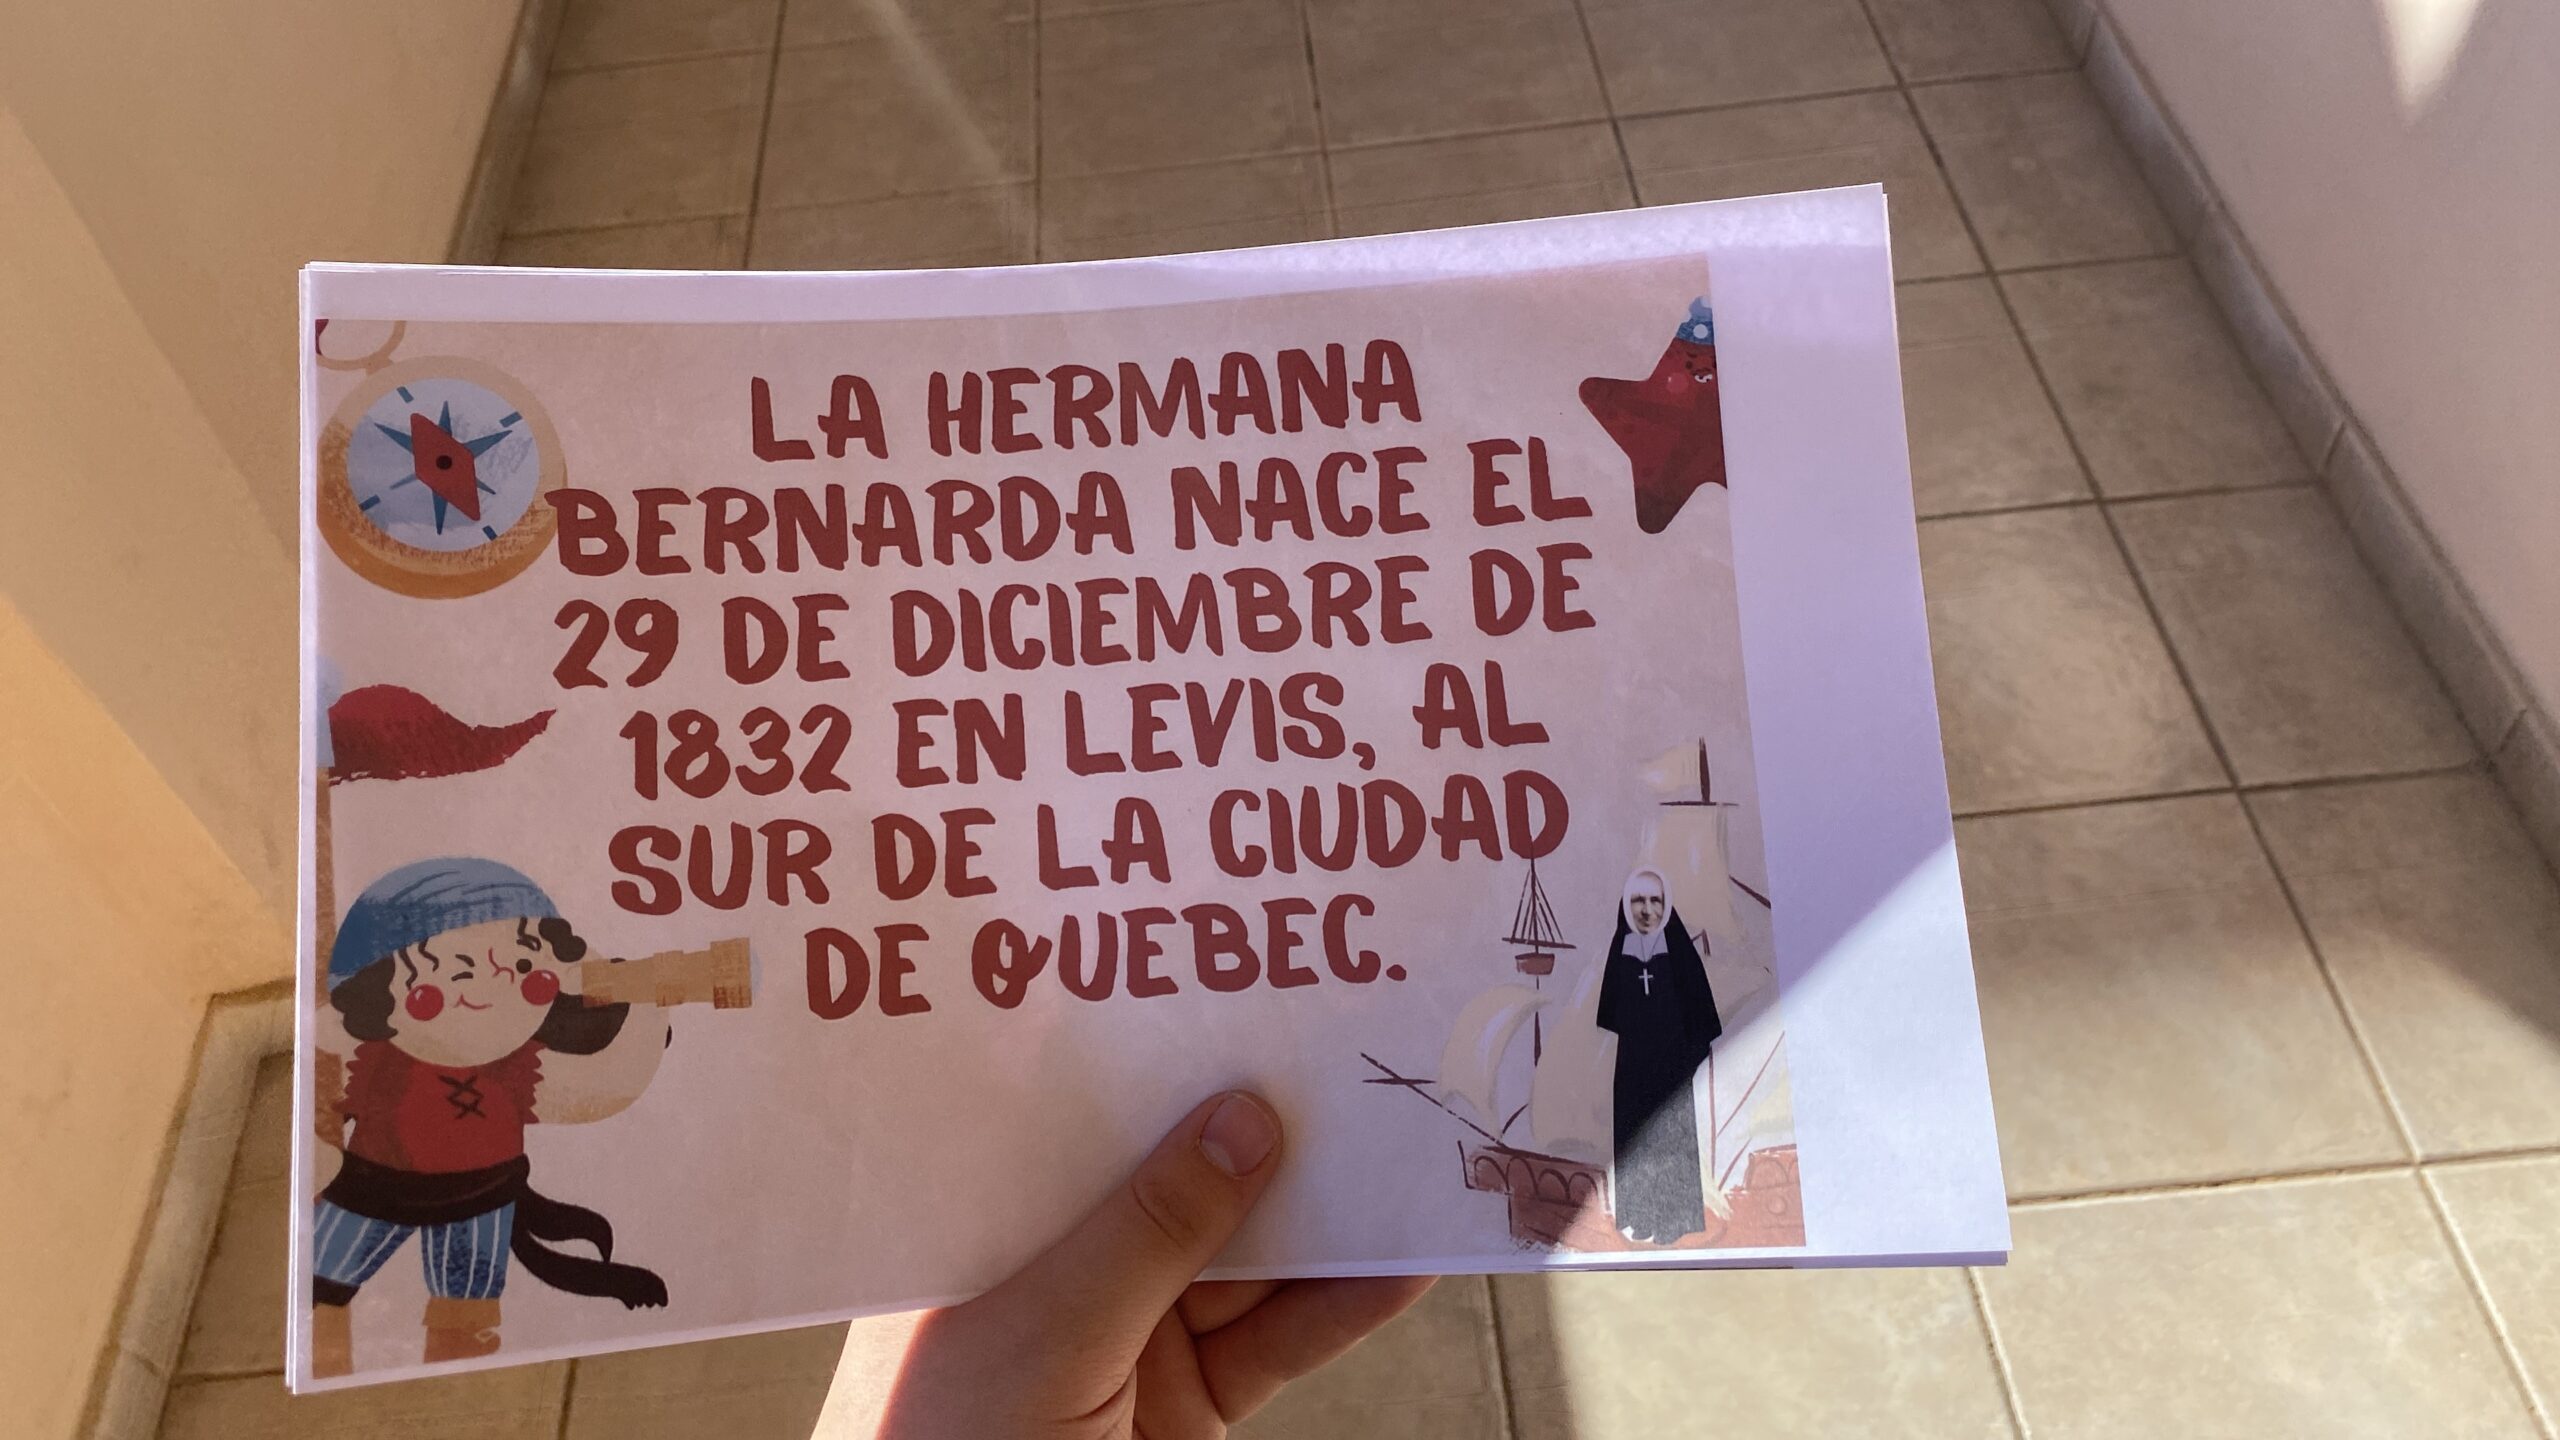 LA HERMANA
BERNARDA NACE EL
29 DE DICIEMBRE DE
1832 EN LEVIS, AL
SUR DE LA CIUDAD
DE QUEBEC.